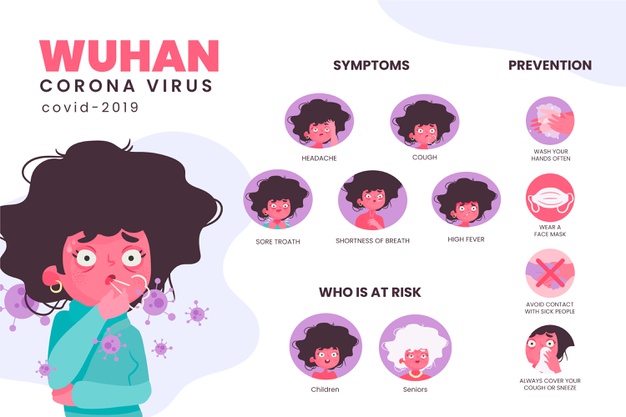 WUHAN
CORONA VIRUS
covid-2019
SYMPTOMS
HEADACHE
COUGH
SORE TROATH
SHORTNESS OF BREATH
HIGH FEVER
WHO IS AT RISK
Children
Seniors
PREVENTION
WASH YOUR
HANDS OFTEN
WEAR A
FACE MASK
AVOID CONTACT
WITH SICK PEOPLE
ALWAYS COVER YOUR
COUGH OR SNEEZE